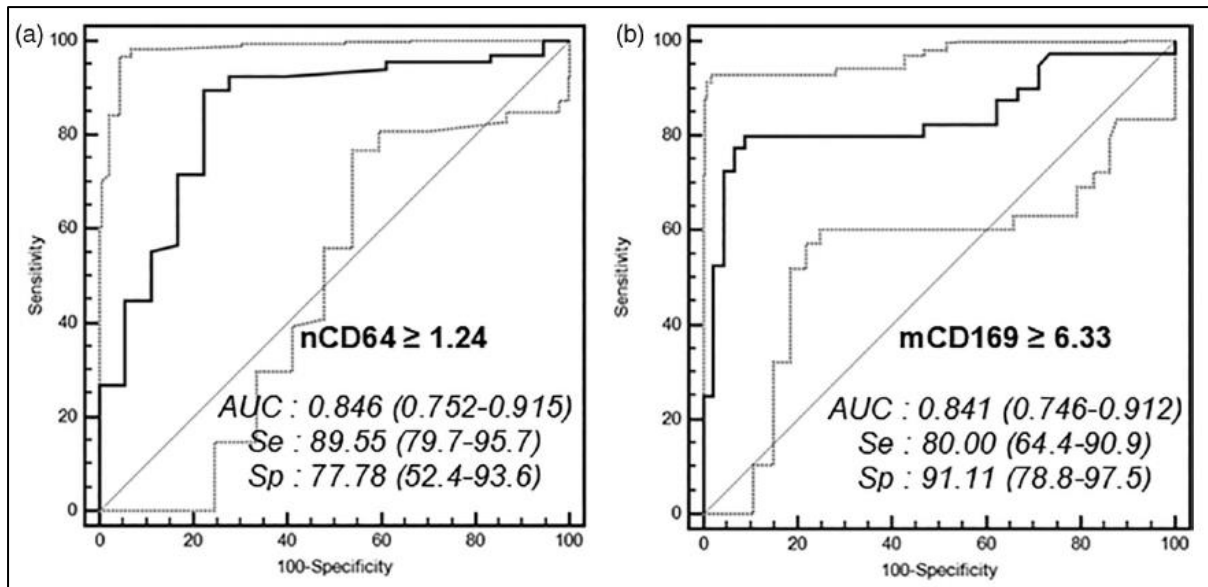 (a)
100
80
60
40
20
0
Sensitivity
nCD64 ≥ 1.24
AUC : 0.846 (0.752-0.915)
Se : 89.55 (79.7-95.7)
Sp : 77.78 (52.4-93.6)
0 20 40 60 80 100
100-Specificity
(b)
100
80
60
40
20
0
Sensitivity
mCD169 ≥ 6.33
AUC : 0.841 (0.746-0.912)
Se : 80.00 (64.4-90.9)
Sp : 91.11 (78.8-97.5)
0 20 40 60 80 100
100-Specificity